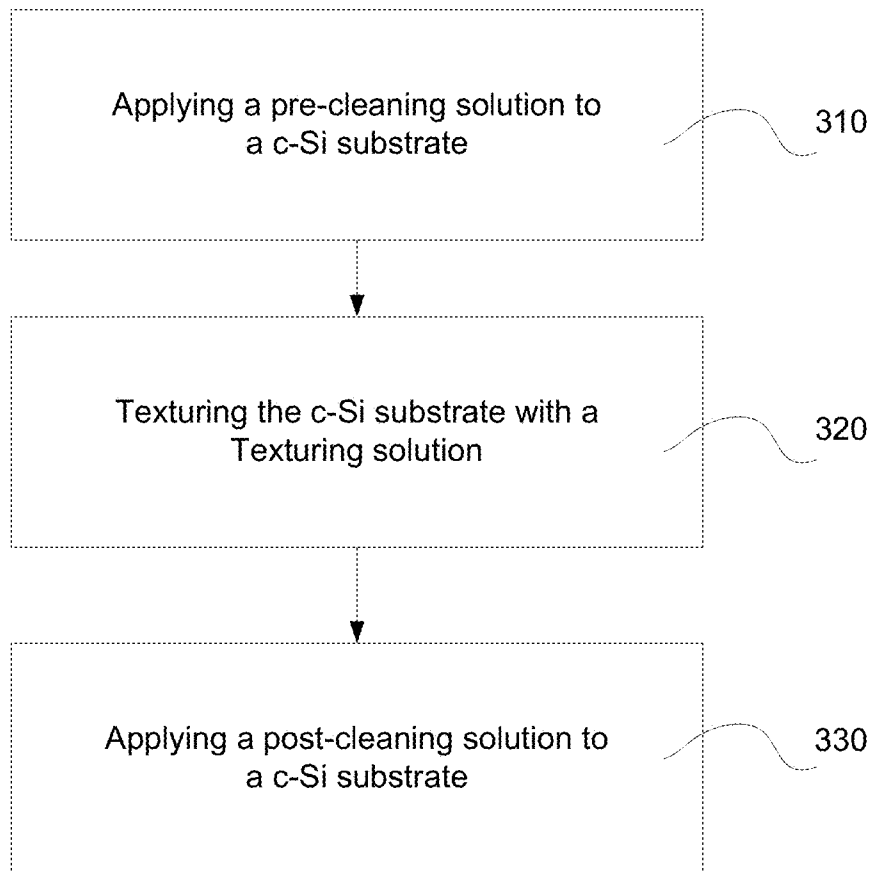 Applying a pre-cleaning solution to
a c-Si substrate
310
Texturing the c-Si substrate with a
Texturing solution
320
Applying a post-cleaning solution to
a c-Si substrate
330